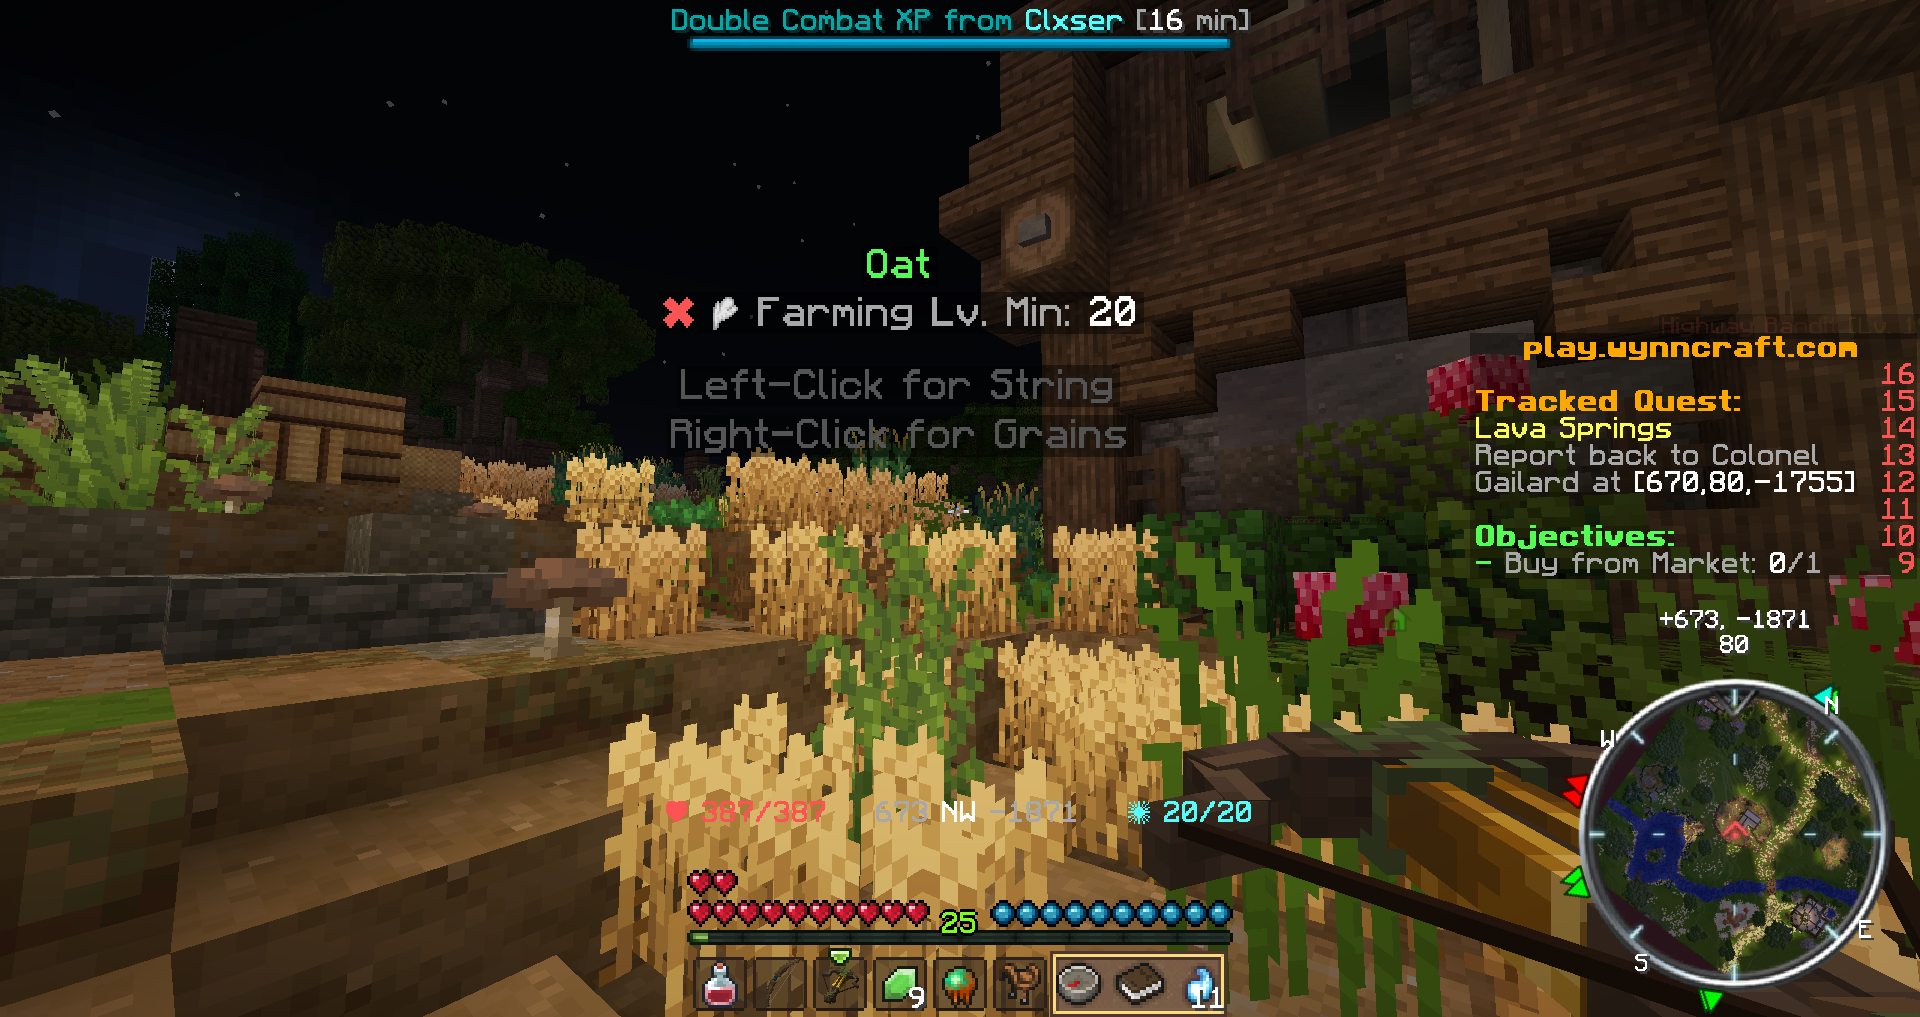 Double Combat XP from Clxser [16 min]
Oat
✖ Farming Lv. Min: 20
Left-Click for String
Right-Click for Grains
play.wynncraft.com
16
Tracked Quest: 15
Lava Springs 14
Report back to Colonel 13
Gailard at [670,80,-1755] 12
11
Objectives: 10
- Buy from Market: 0/1 9
+673, -1871
80
N
W
E
S
387/387 673 NW -1871 20/20
25
9
11